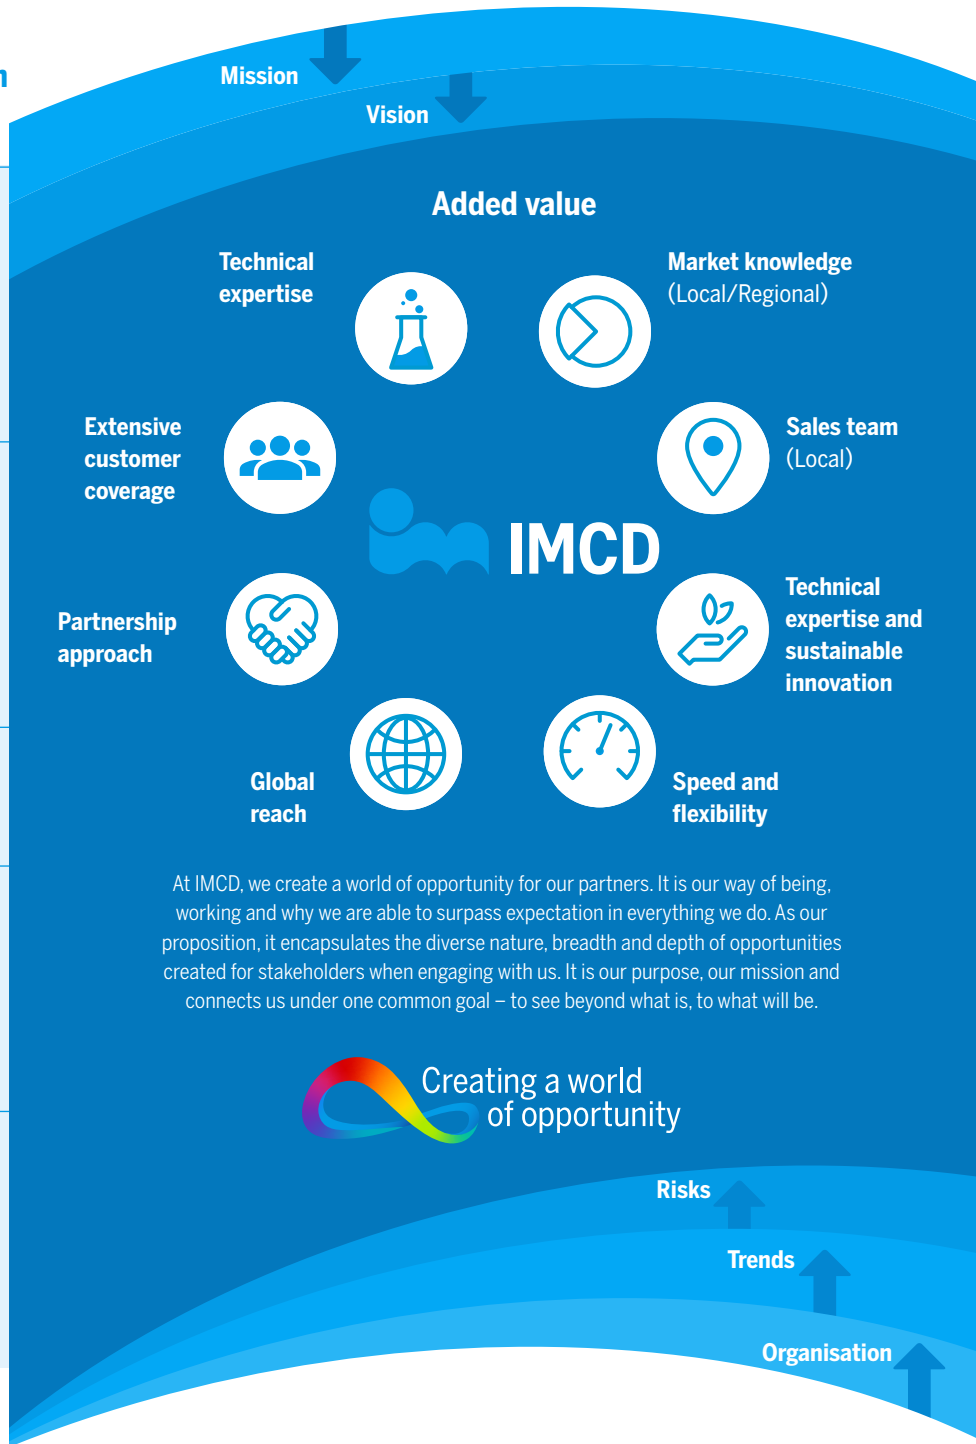 Mission
Vision
Added value
Technical
expertise
Market knowledge
(Local/Regional)
Extensive
customer
coverage
Sales team
(Local)
IMCD
Partnership
approach
Technical
expertise and
sustainable
innovation
Global
reach
Speed and
flexibility
At IMCD, we create a world of opportunity for our partners. It is our way of being,
working and why we are able to surpass expectation in everything we do. As our
proposition, it encapsulates the diverse nature, breadth and depth of opportunities
created for stakeholders when engaging with us. It is our purpose, our mission and
connects us under one common goal – to see beyond what is, to what will be.
Creating a world
of opportunity
Risks
Trends
Organisation